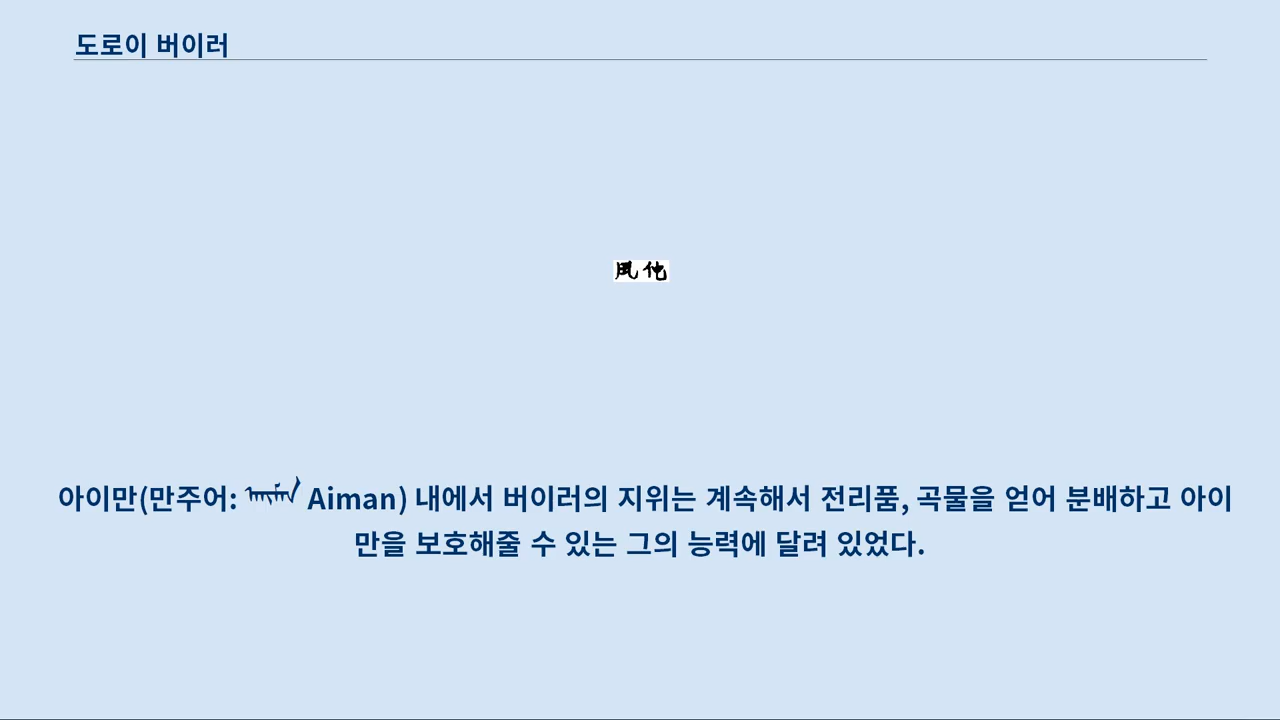 도로이 버이러
風他
아이만(만주어: ᠠᡳᠮᠠᠨ Aiman) 내에서 버이러의 지위는 계속해서 전리품, 곡물을 얻어 분배하고 아이
만을 보호해줄 수 있는 그의 능력에 달려 있었다.